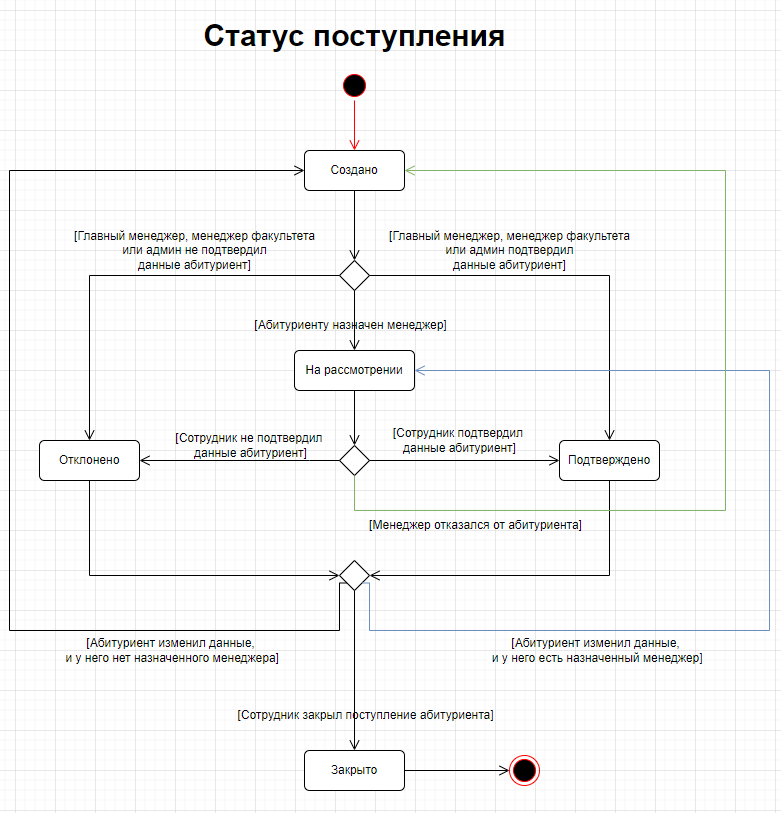 Статус поступления
Создано
[Главный менеджер, менеджер факультета
или админ не подтвердил
данные абитуриент]
[Главный менеджер, менеджер факультета
или админ подтвердил
данные абитуриент]
[Абитуриенту назначен менеджер]
На рассмотрении
[Сотрудник не подтвердил
данные абитуриент]
[Сотрудник подтвердил
данные абитуриент]
Отклонено
Подтверждено
[Менеджер отказался от абитуриента]
[Абитуриент изменил данные,
и у него нет назначенного менеджера]
[Абитуриент изменил данные,
и у него есть назначенный менеджер]
[Сотрудник закрыл поступление абитуриента]
Закрыто